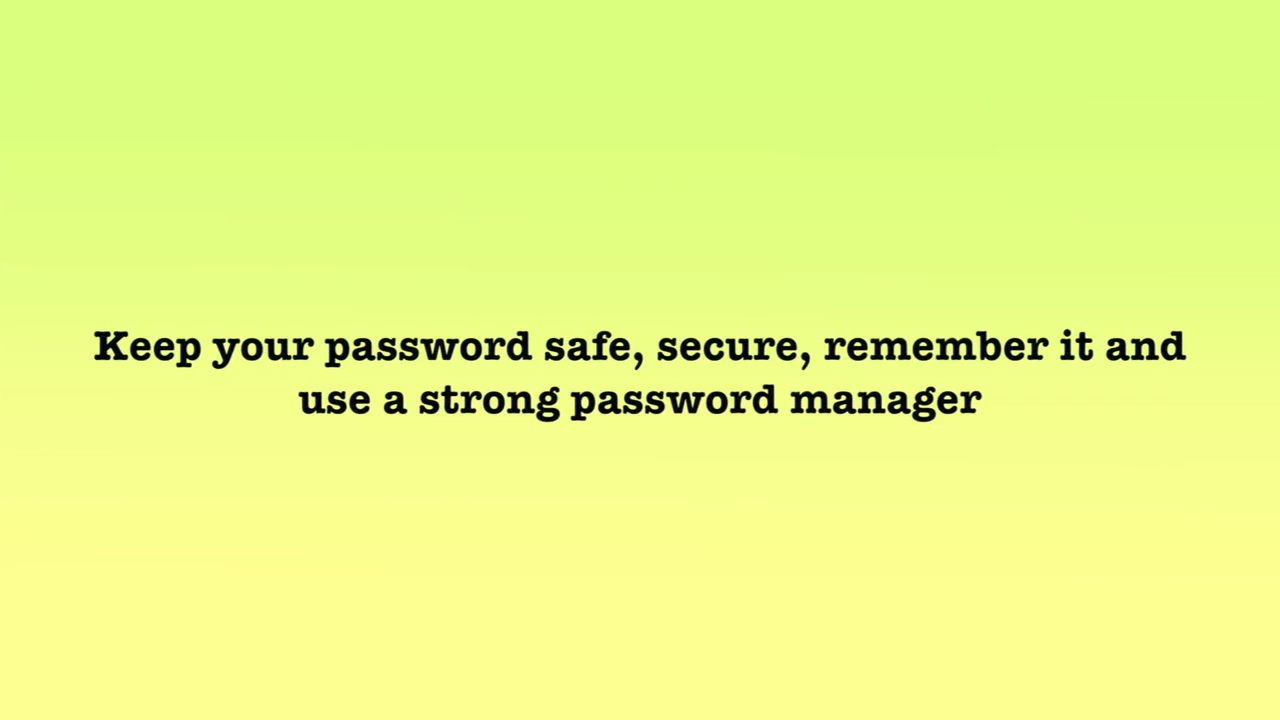 Keep your password safe, secure, remember it and
use a strong password manager